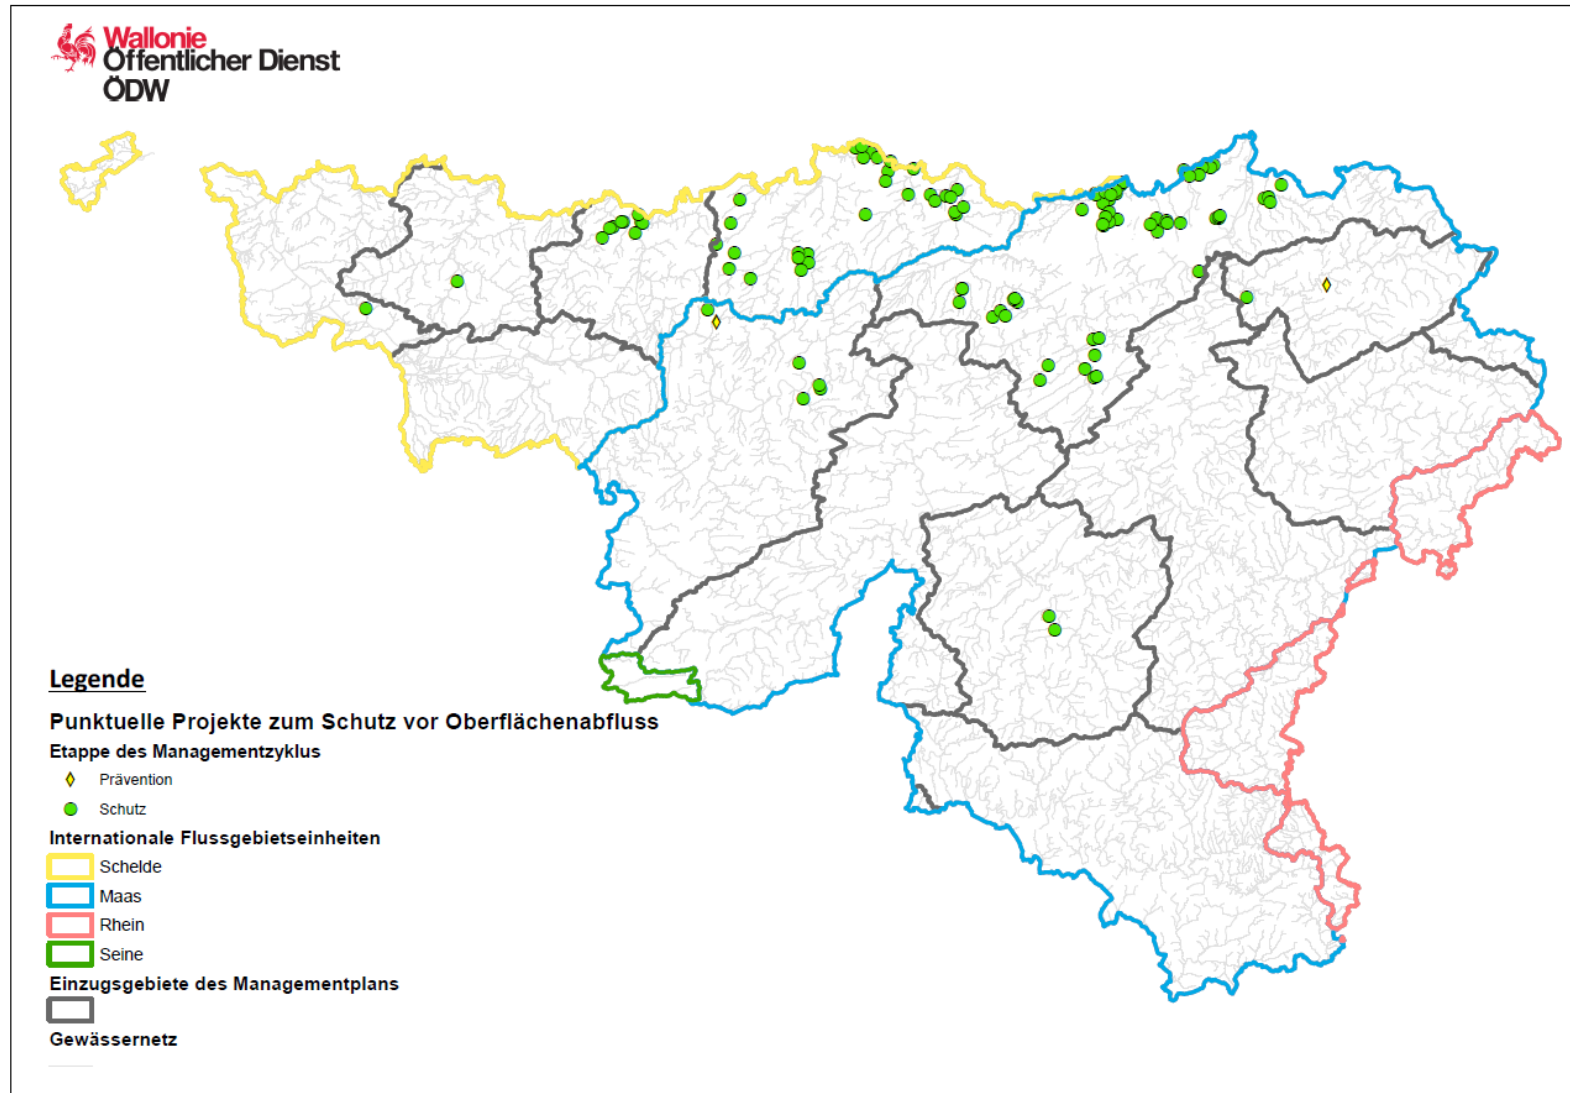 Wallonie
Öffentlicher Dienst
ÖDW
Legende
Punktuelle Projekte zum Schutz vor Oberflächenabfluss
Etappe des Managementzyklus
Prävention
Schutz
Internationale Flussgebietseinheiten
Schelde
Maas
Rhein
Seine
Einzugsgebiete des Managementplans
Gewässernetz